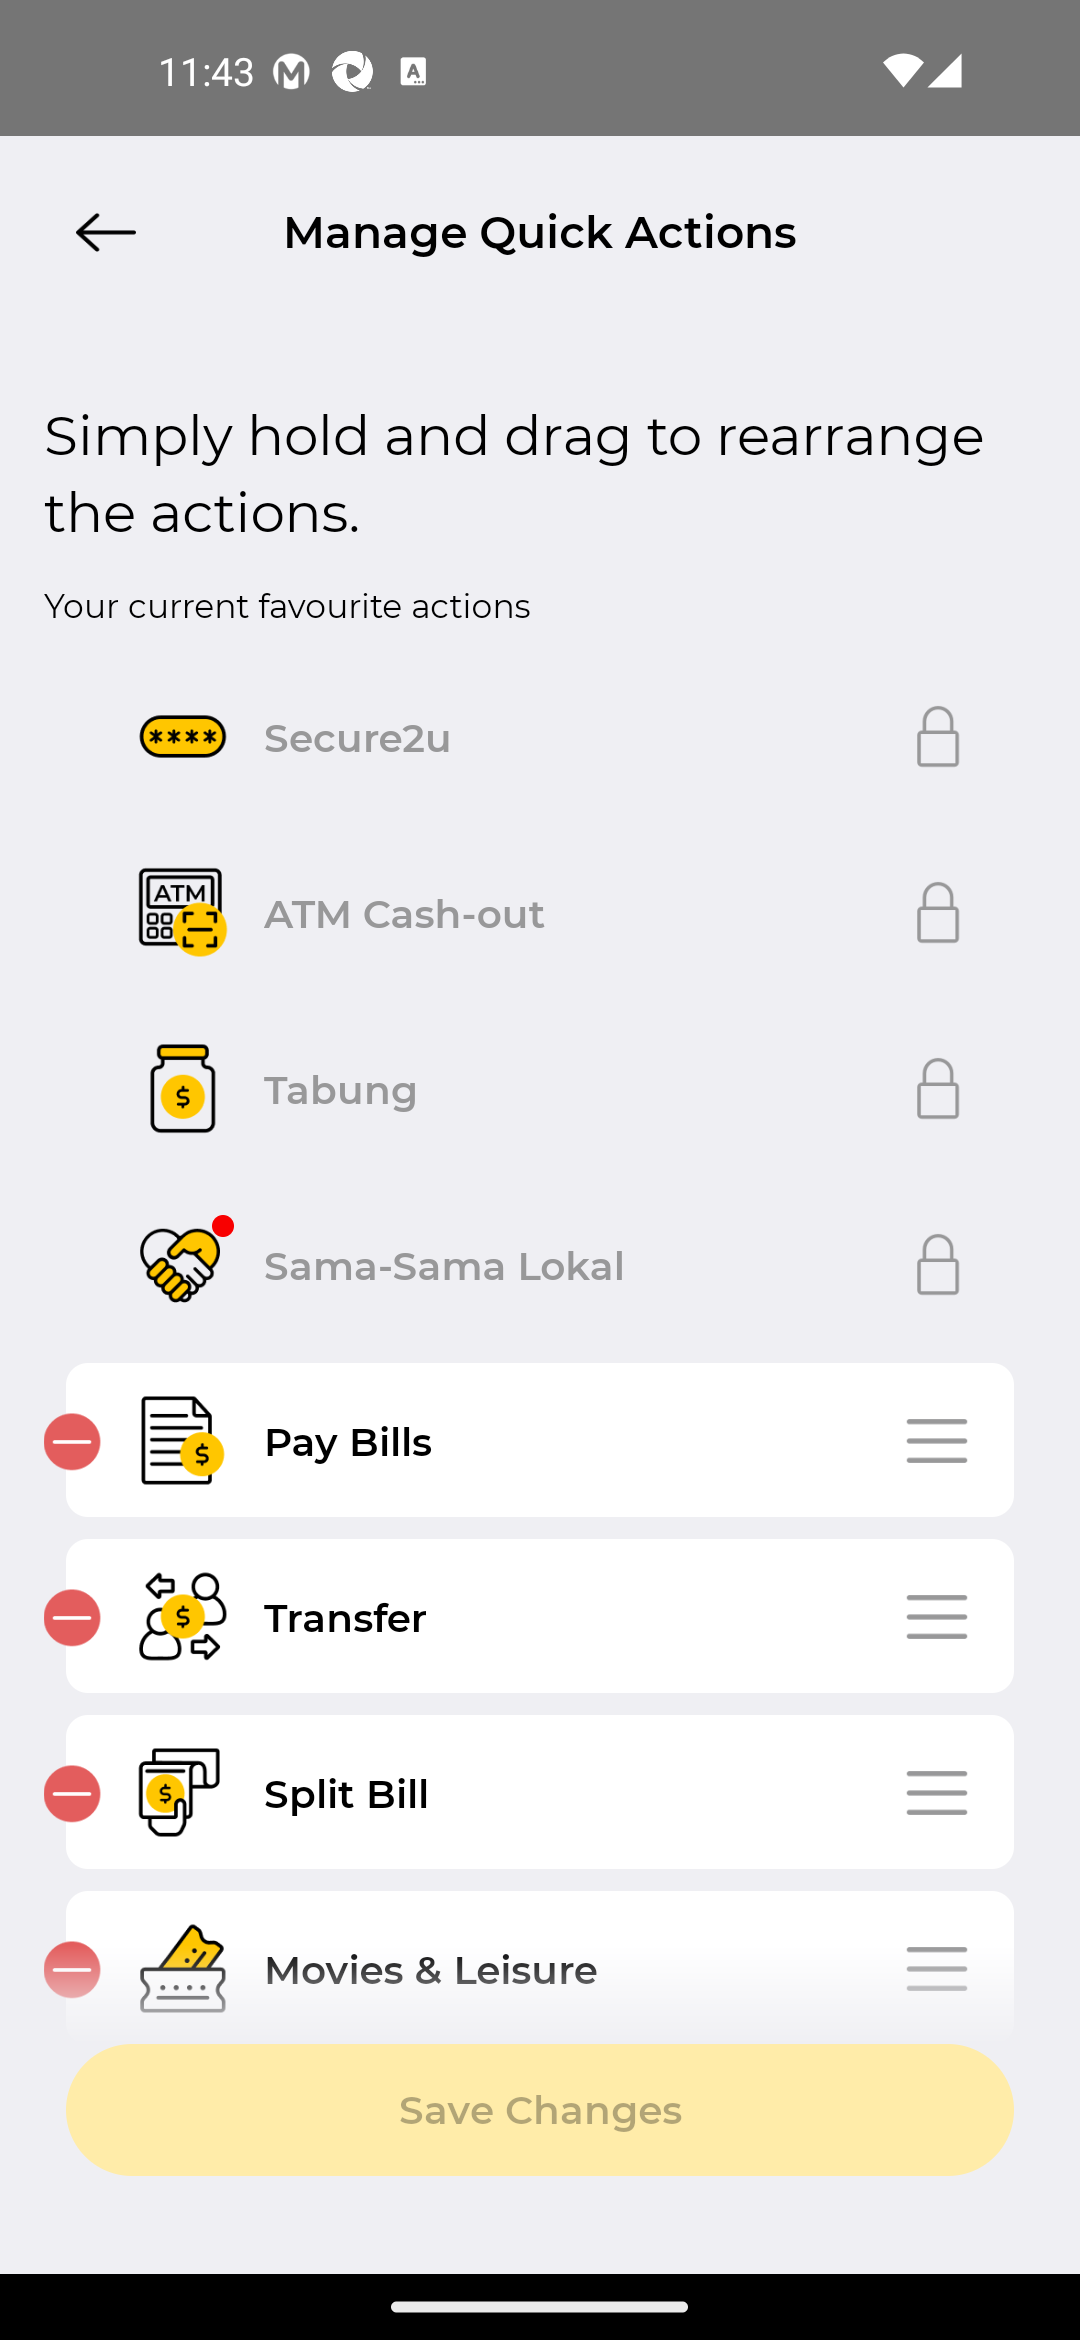 11:43
Manage Quick Actions
Simply hold and drag to rearrange
the actions.
Your current favourite actions
****
Secure2u
ATM
ATM Cash-out
$
Tabung
Sama-Sama Lokal
$
Pay Bills
$
Transfer
$
Split Bill
Movies & Leisure
Save Changes